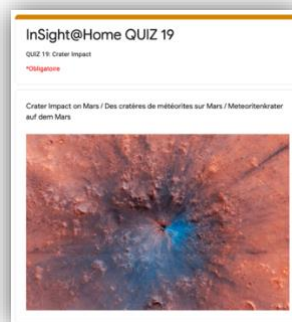 InSight@Home QUIZ 19
QUIZ 19: Crater Impact
*Obligatoire
Crater Impact on Mars / Des cratères de météorites sur Mars / Meteoritenkrater
auf dem Mars